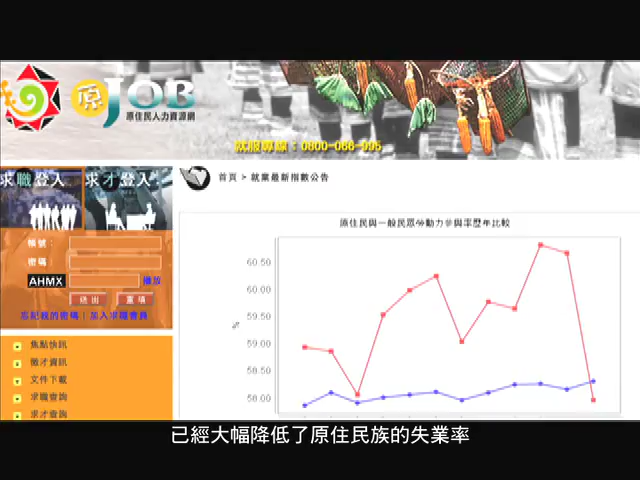 原JOB
原住民人力資源網
就服專線：0800-066-995
求職登入
求才登入
首頁 > 就業最新指數公告
帳號：
密碼：
AHMX 播放
送出 重填
忘記我的密碼 | 加入求職會員
焦點快訊
徵才資訊
文件下載
求職查詢
求才查詢
原住民與一般民眾勞動力參與率歷年比較
60.50
60.00
59.50
59.00
58.50
58.00
%
已經大幅降低了原住民族的失業率